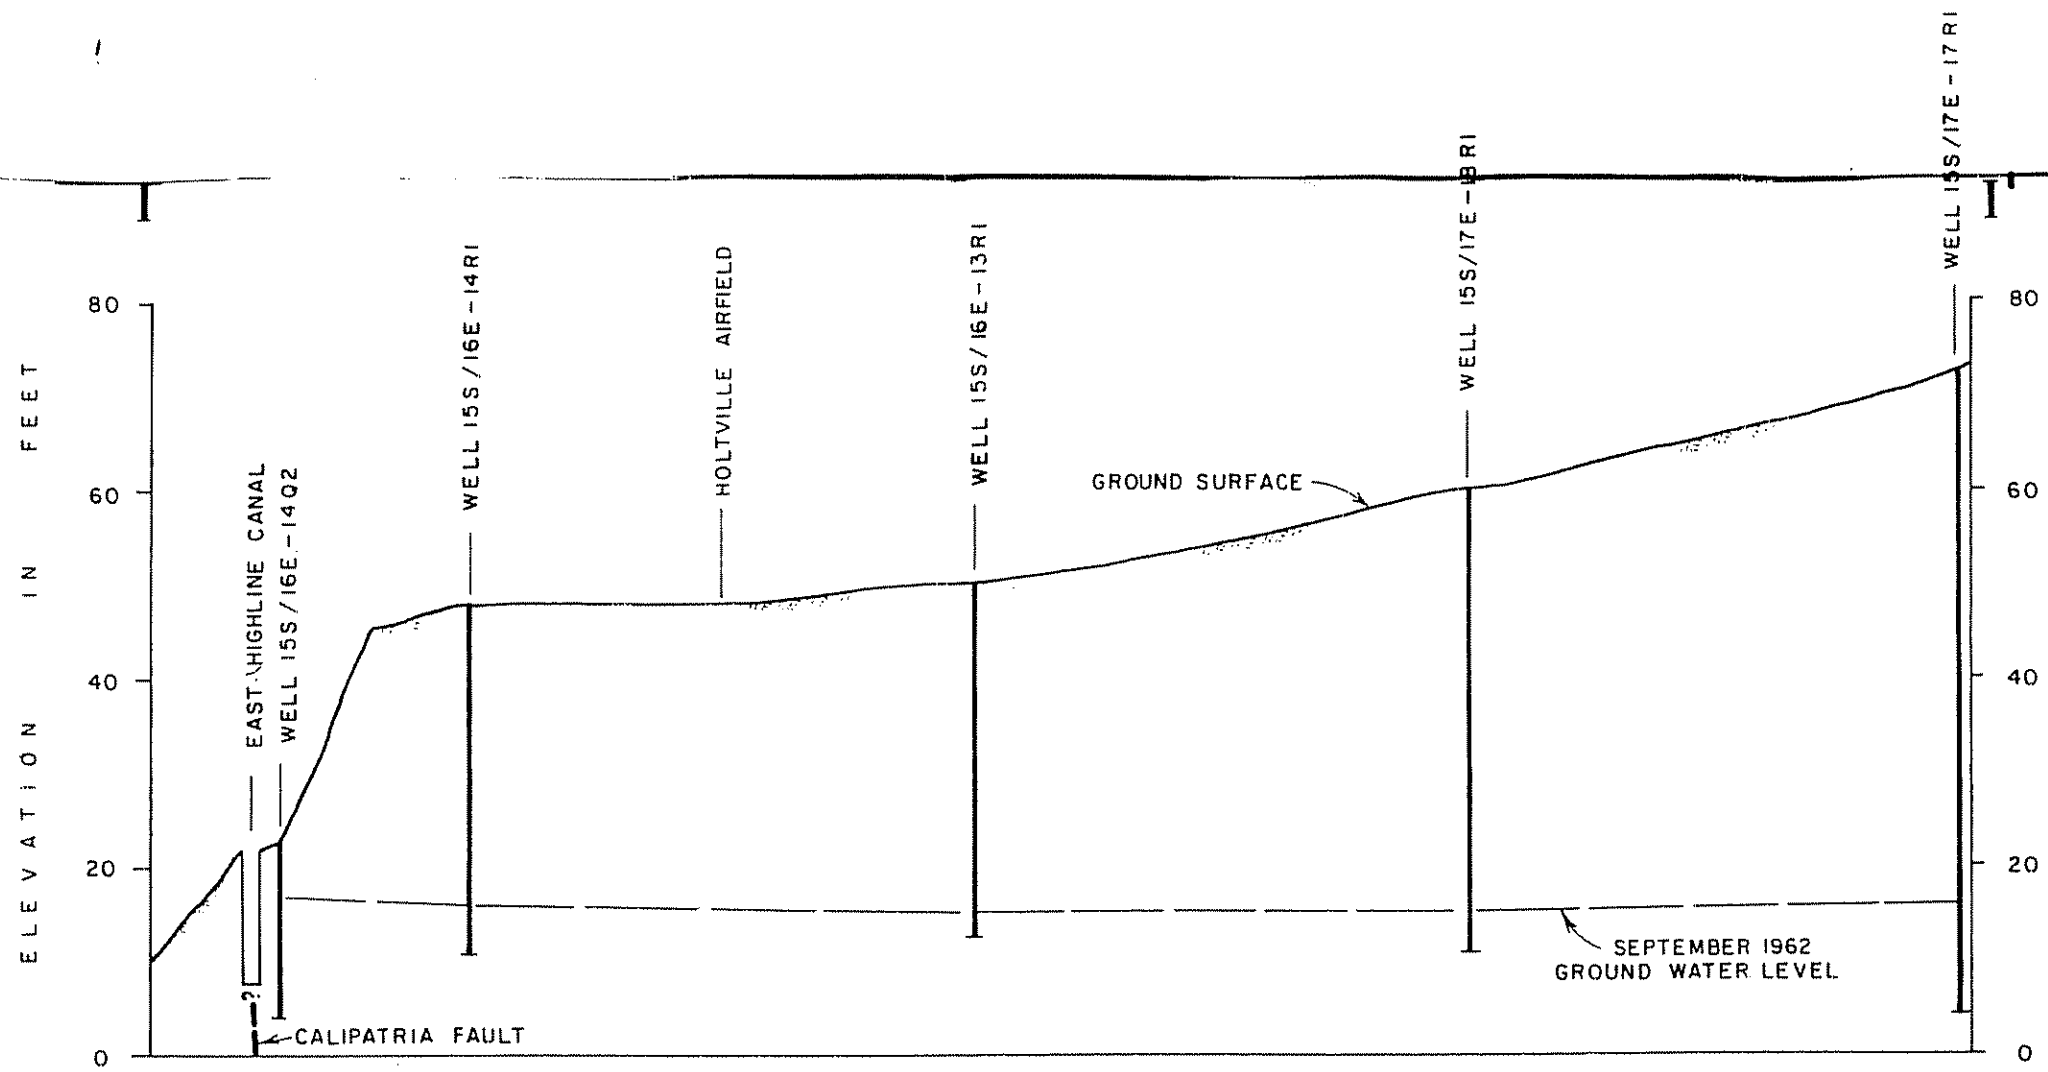 I
I'
WELL 15S/17E-17R1
WELL 15S/17E-18R1
WELL 15S/16E-13R1
HOLTVILLE AIRFIELD
WELL 15S/16E-14R1
EAST HIGHLINE CANAL
WELL 15S/16E-14Q2
ELEVATION IN FEET
80
60
40
20
0
80
60
40
20
0
GROUND SURFACE
SEPTEMBER 1962
GROUND WATER LEVEL
?
CALIPATRIA FAULT